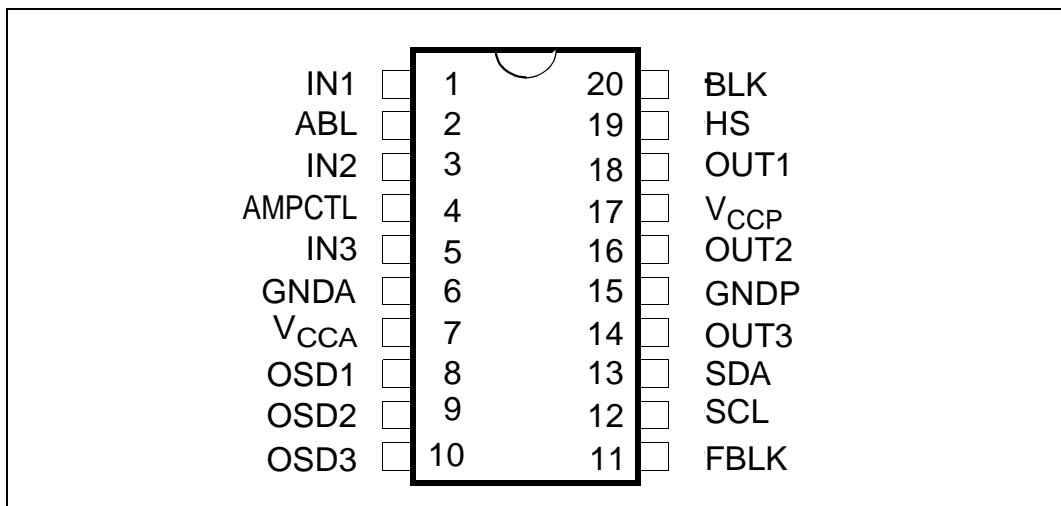 IN1 1 20 BLK
ABL 2 19 HS
IN2 3 18 OUT1
AMPCTL 4 17 VCCP
IN3 5 16 OUT2
GNDA 6 15 GNDP
VCCA 7 14 OUT3
OSD1 8 13 SDA
OSD2 9 12 SCL
OSD3 10 11 FBLK